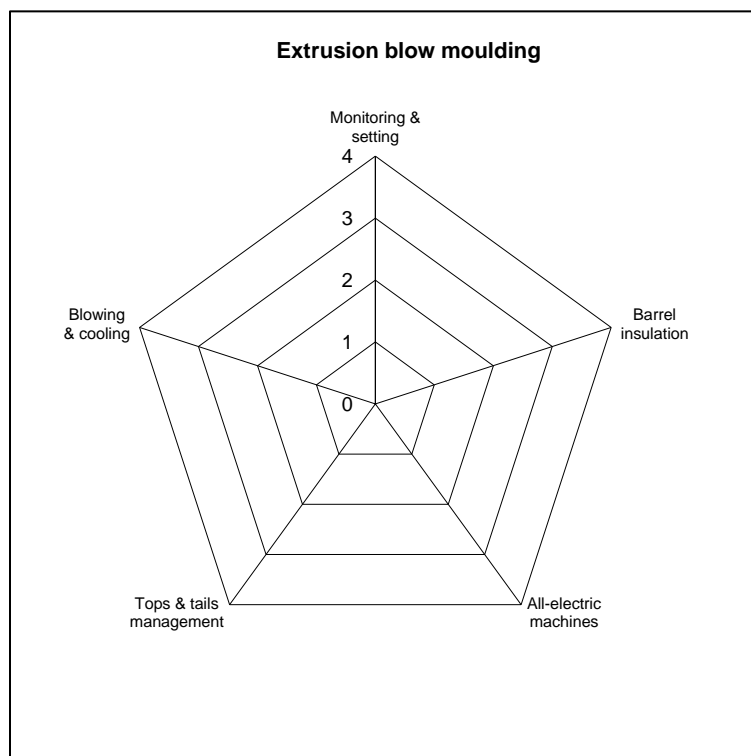 Extrusion blow moulding
Monitoring &
setting
4
3
2
1
0
Blowing
& cooling
Barrel
insulation
Tops & tails
management
All-electric
machines